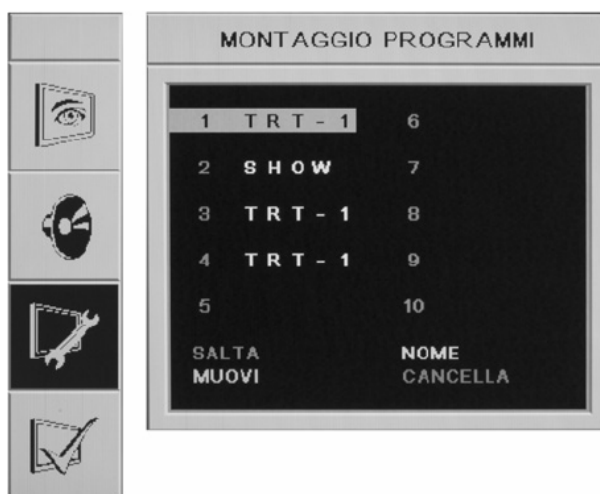 MONTAGGIO PROGRAMMI
1 TRT-1 6
2 SHOW 7
3 TRT-1 8
4 TRT-1 9
5 10
SALTA NOME
MUOVI CANCELLA